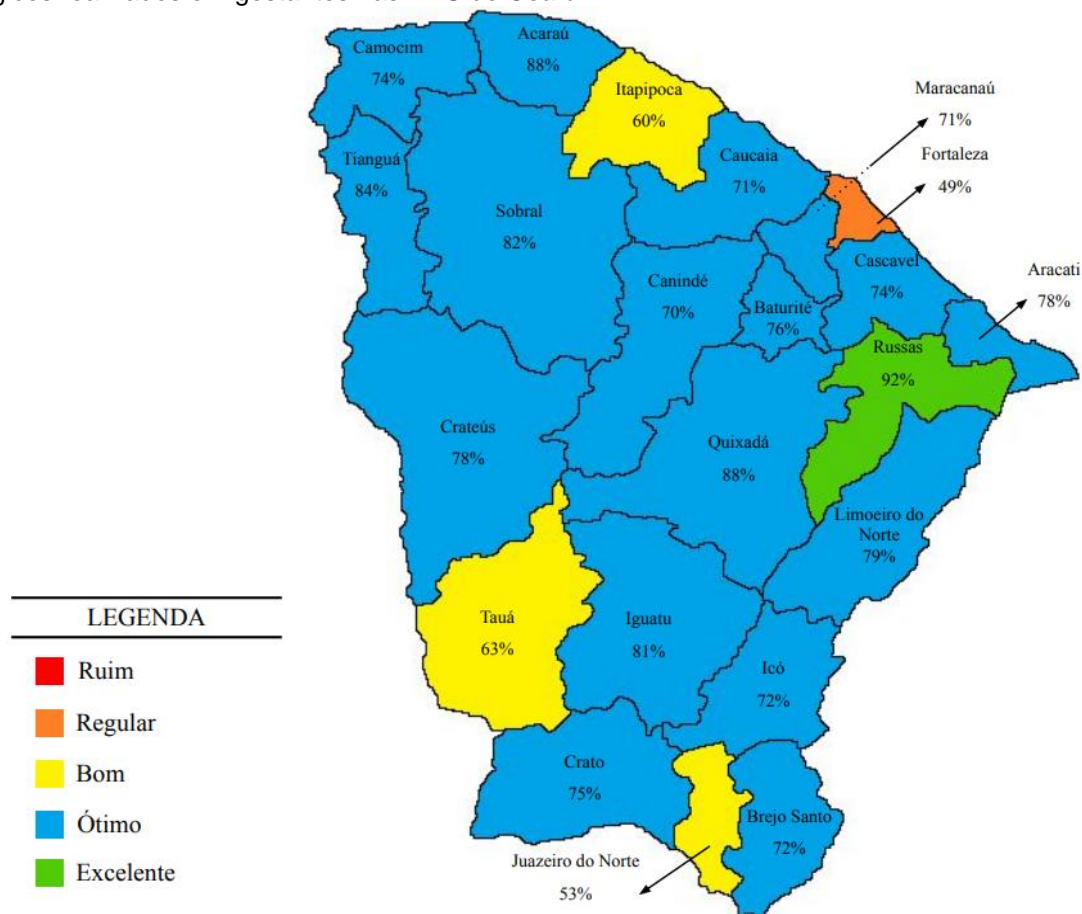 Camocim
74%
Acaraú
88%
Itapipoca
60%
Maracanaú
71%
Fortaleza
49%
Tianguá
84%
Sobral
82%
Caucaia
71%
Canindé
70%
Baturité
76%
Cascavel
74%
Aracati
78%
Russas
92%
Crateús
78%
Quixadá
88%
Limoeiro do
Norte
79%
Tauá
63%
Iguatu
81%
Icó
72%
Crato
75%
Brejo Santo
72%
Juazeiro do Norte
53%
LEGENDA
Ruim
Regular
Bom
Ótimo
Excelente